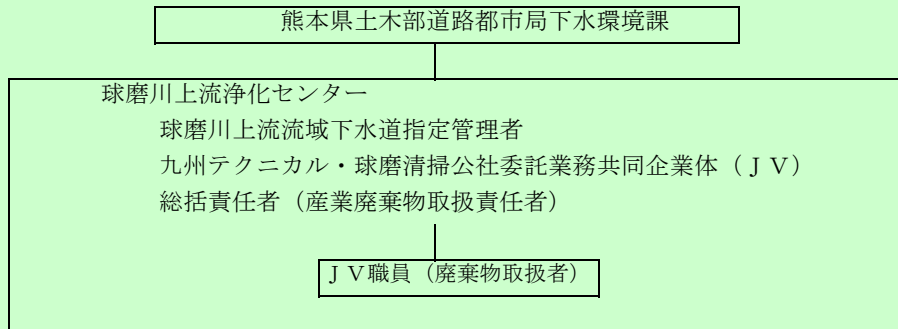 熊本県土木部道路都市局下水環境課
球磨川上流浄化センター
球磨川上流流域下水道指定管理者
九州テクニカル・球磨清掃公社委託業務共同企業体（ＪＶ）
総括責任者（産業廃棄物取扱責任者）
ＪＶ職員（廃棄物取扱者）